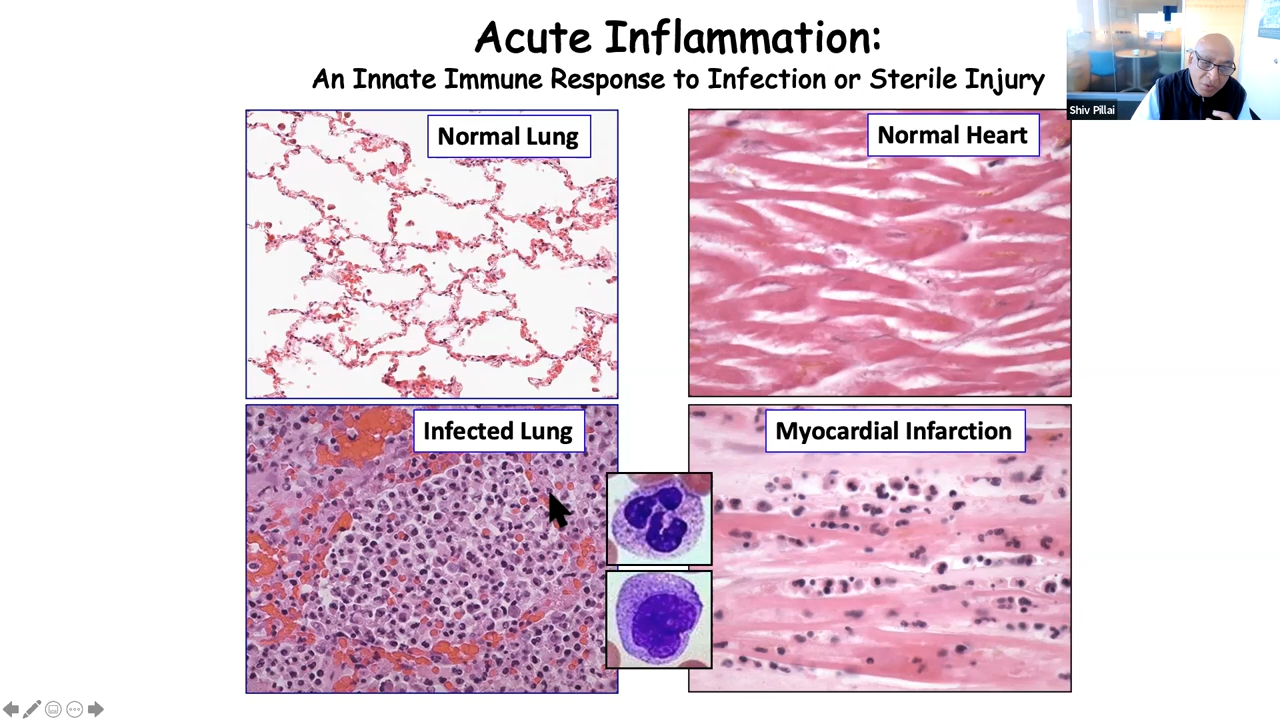 Acute Inflammation:
An Innate Immune Response to Infection or Sterile Injury
Shiv Pillai
Normal Lung
Normal Heart
Infected Lung
Myocardial Infarction